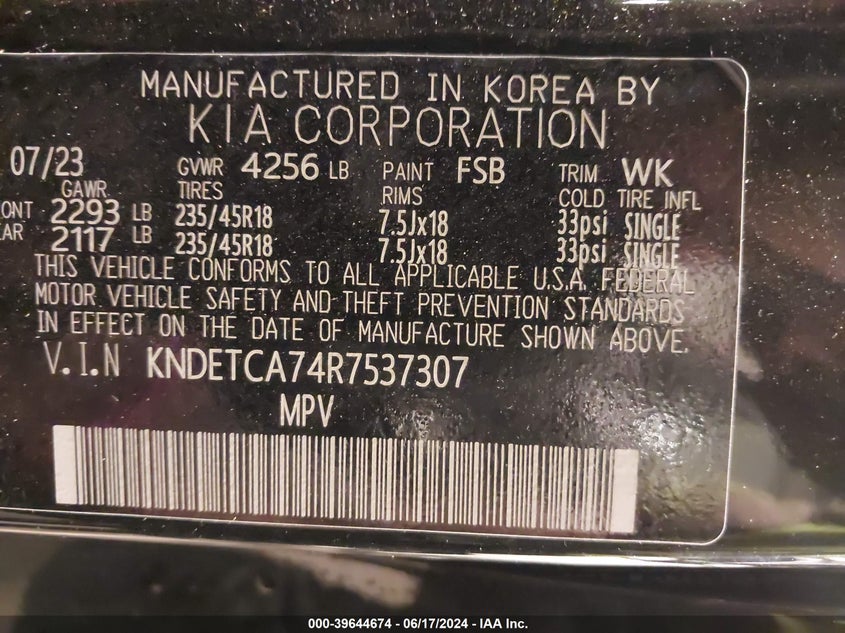 MANUFACTURED IN KOREA BY
KIA CORPORATION
07/23 GVWR 4256 LB PAINT FSB TRIM WK
GAWR TIRES RIMS COLD TIRE INFL
ONT 2293 LB 235/45R18 7.5Jx18 33psi SINGLE
EAR 2117 LB 235/45R18 7.5Jx18 33psi SINGLE
THIS VEHICLE CONFORMS TO ALL APPLICABLE U.S.A. FEDERAL
MOTOR VEHICLE SAFETY AND THEFT PREVENTION STANDARDS
IN EFFECT ON THE DATE OF MANUFACTURE SHOWN ABOVE.
V.I.N KNDETCA74R7537307
MPV
000-39644674 / 06/17/2024 - IAA Inc.